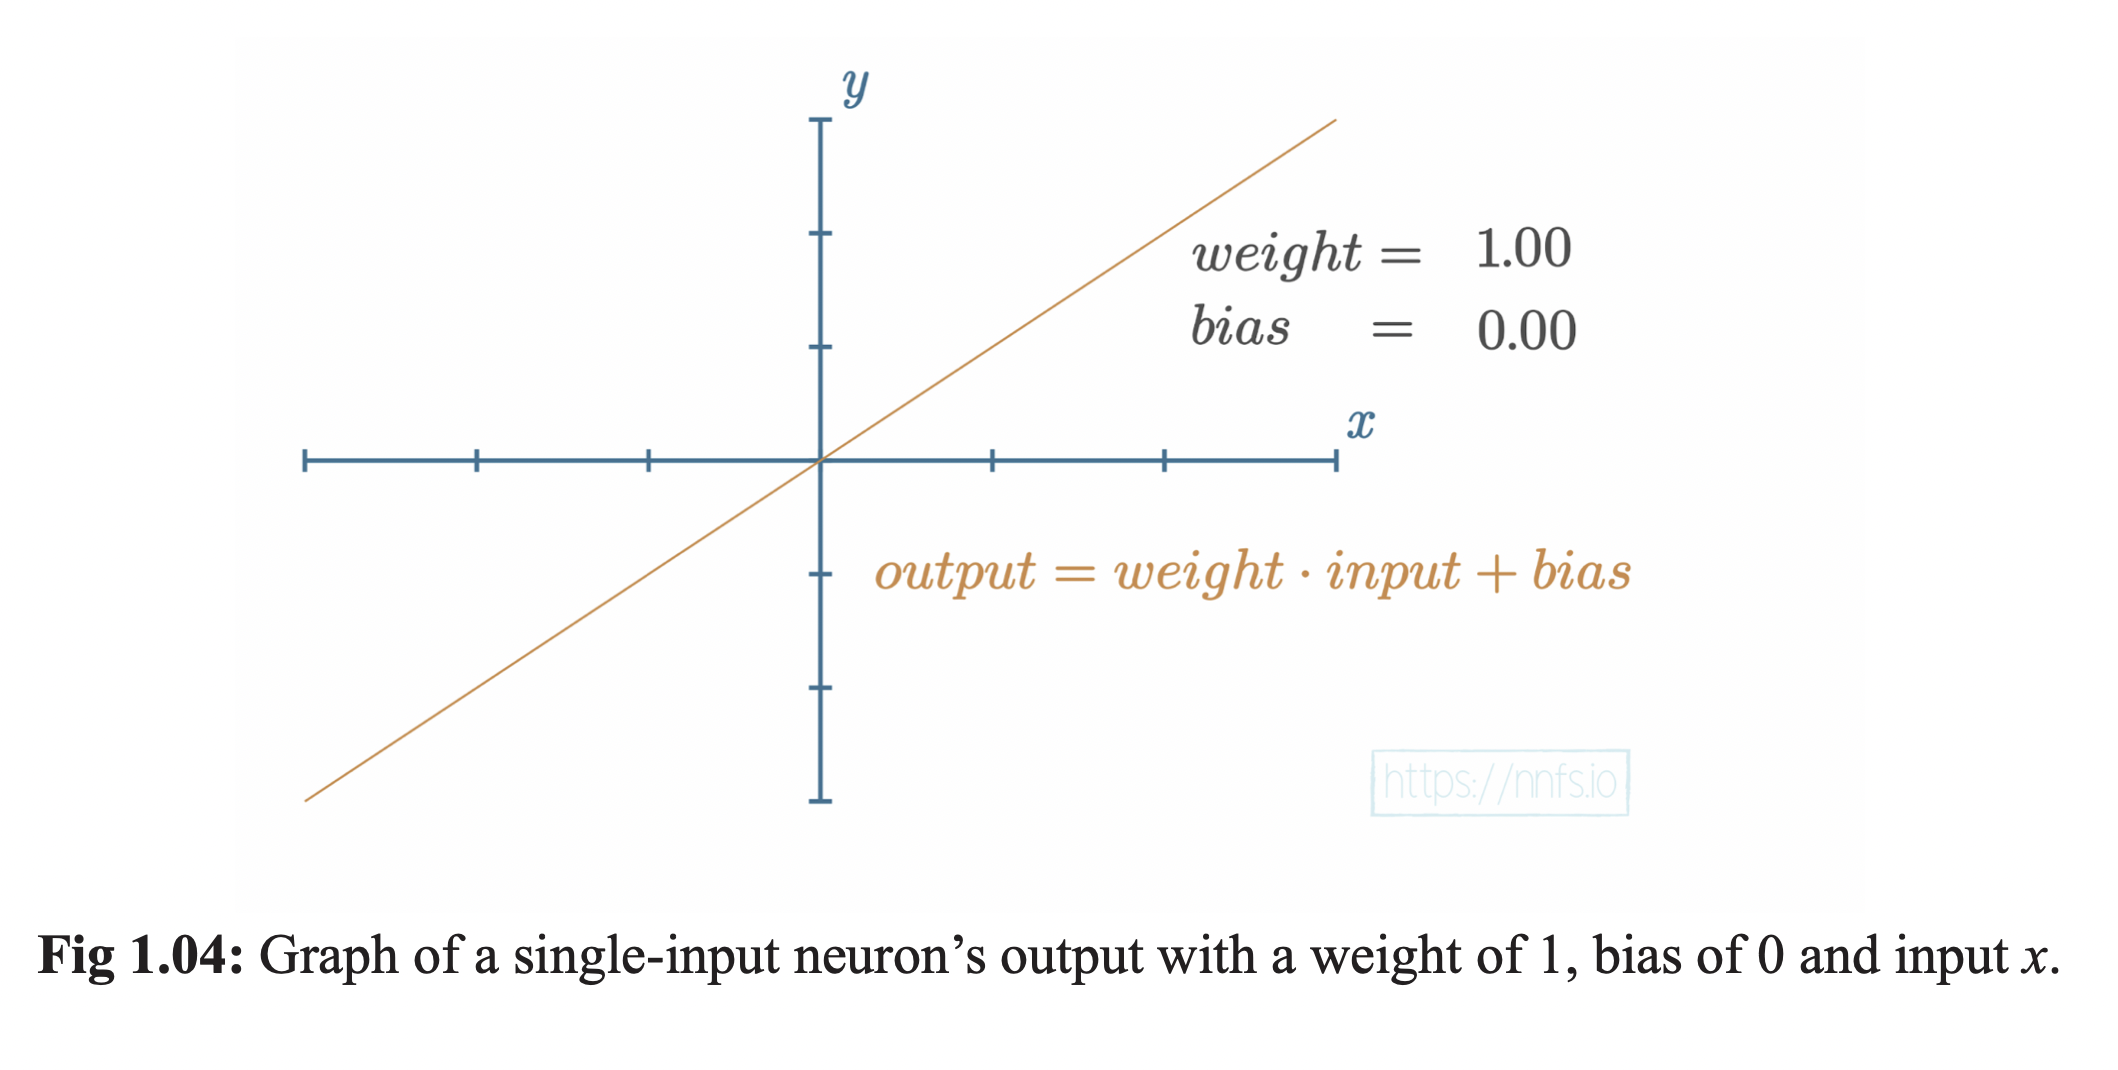 y
weight = 1.00
bias = 0.00
x
output = weight · input + bias
https://nnfs.io
Fig 1.04: Graph of a single-input neuron’s output with a weight of 1, bias of 0 and input x.